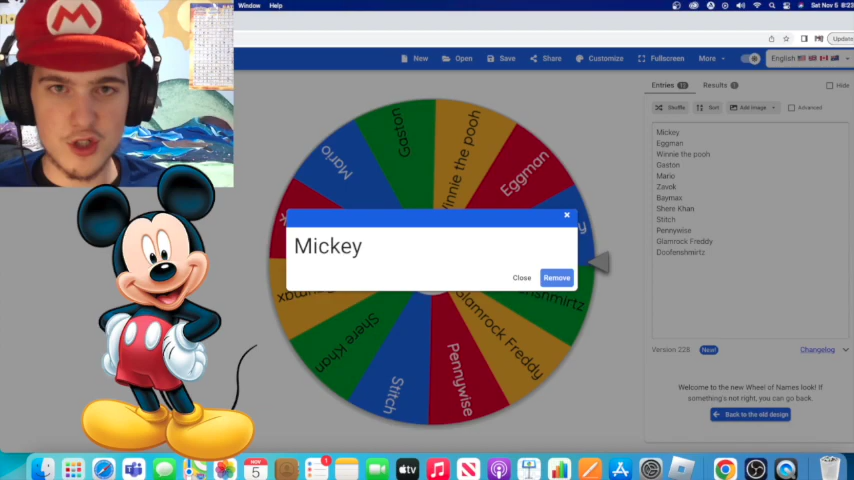 Window Help
Sat Nov 5 8:23
New Open Save Share Customize Fullscreen More English
Entries 12 Results Hide
Shuffle Sort Add image Advanced
Mickey
Eggman
Winnie the pooh
Gaston
Mario
Zavok
Baymax
Shere Khan
Stitch
Pennywise
Glamrock Freddy
Doofenshmirtz
Gaston
Winnie the pooh
Mario
Eggman
Mickey
Close Remove
Shere Khan
Stitch
Pennywise
Glamrock Freddy
Version 228 New! Changelog
Welcome to the new Wheel of Names look! If
something's not right, you can go back.
Back to the old design
NOV
5
tv
M